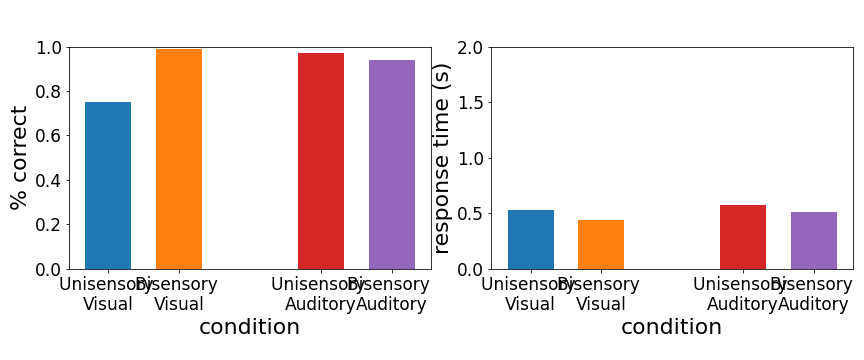 % correct
1.0
0.8
0.6
0.4
0.2
0.0
Unisensory Bisensory Unisensory Bisensory
Visual Visual Auditory Auditory
condition
response time (s)
2.0
1.5
1.0
0.5
0.0
Unisensory Bisensory Unisensory Bisensory
Visual Visual Auditory Auditory
condition